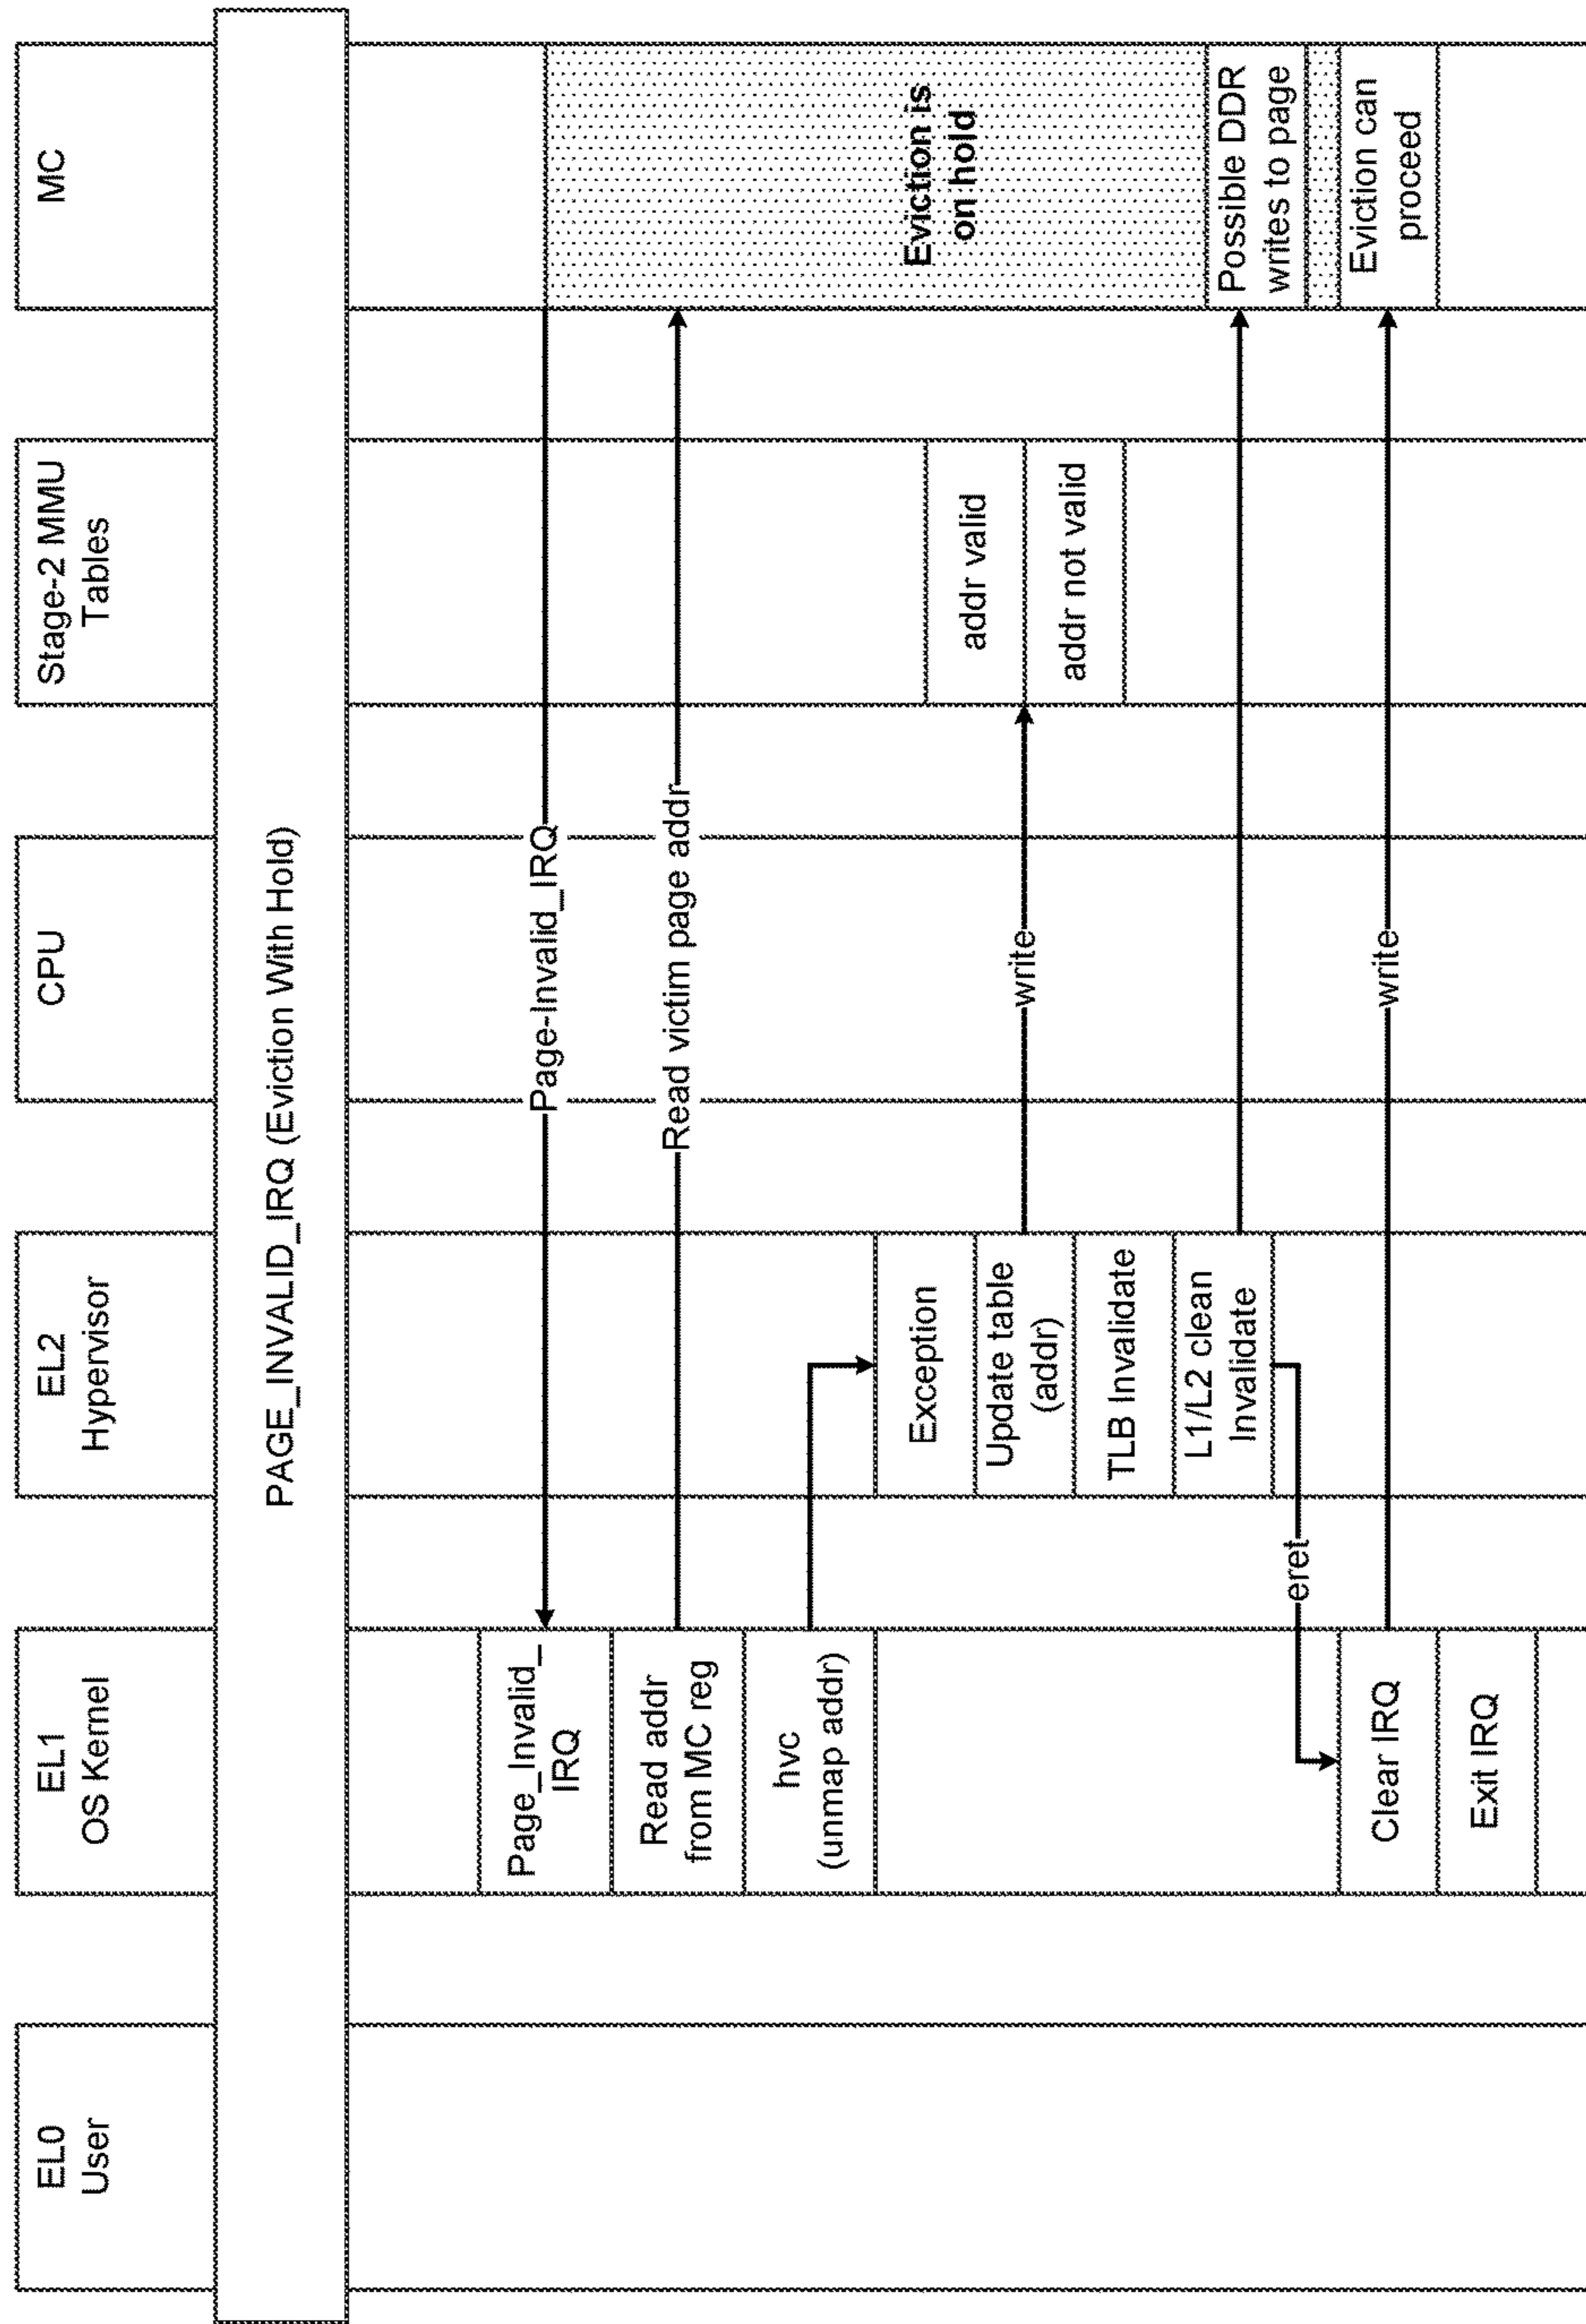 EL0
User
EL1
OS Kernel
EL2
Hypervisor
CPU
Stage-2 MMU
Tables
MC
PAGE_INVALID_IRQ (Eviction With Hold)
Page_Invalid_
IRQ
Page-Invalid_IRQ
Read addr
from MC reg
Read victim page addr
hvc
(unmap addr)
Eviction is
on hold
Exception
Update table
(addr)
write
addr valid
addr not valid
TLB Invalidate
L1/L2 clean
Invalidate
Possible DDR
writes to page
eret
Clear IRQ
write
Eviction can
proceed
Exit IRQ